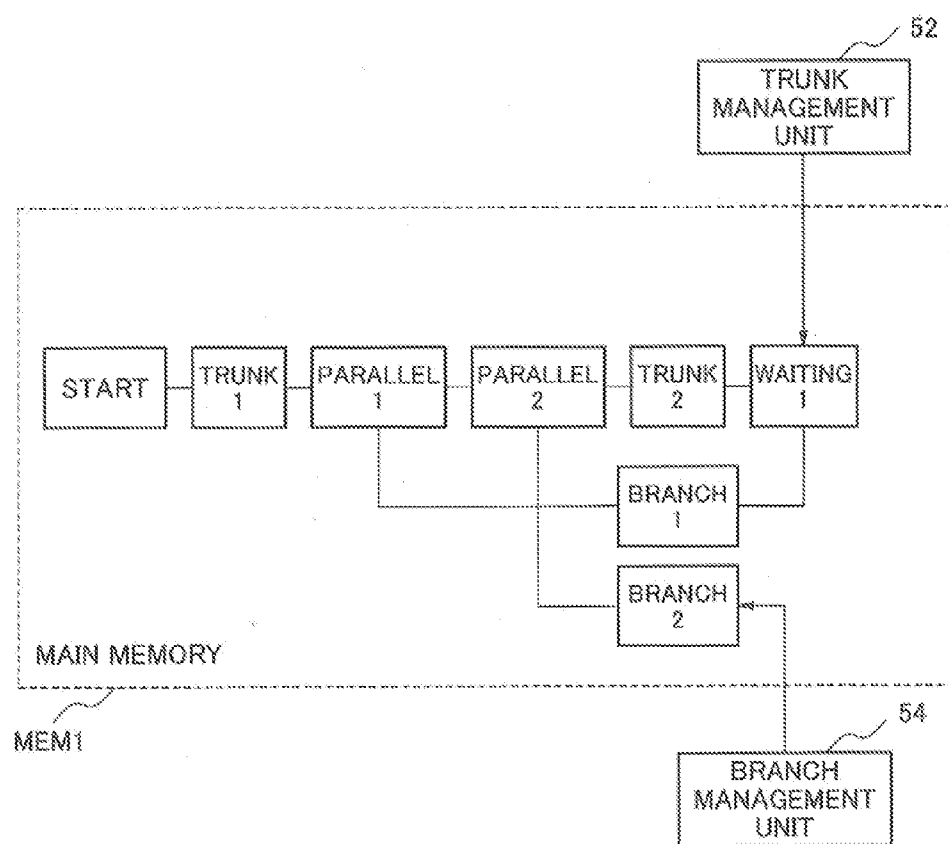 52
TRUNK
MANAGEMENT
UNIT
START
TRUNK
1
PARALLEL
1
PARALLEL
2
TRUNK
2
WAITING
1
BRANCH
1
BRANCH
2
MAIN MEMORY
MEM1
54
BRANCH
MANAGEMENT
UNIT